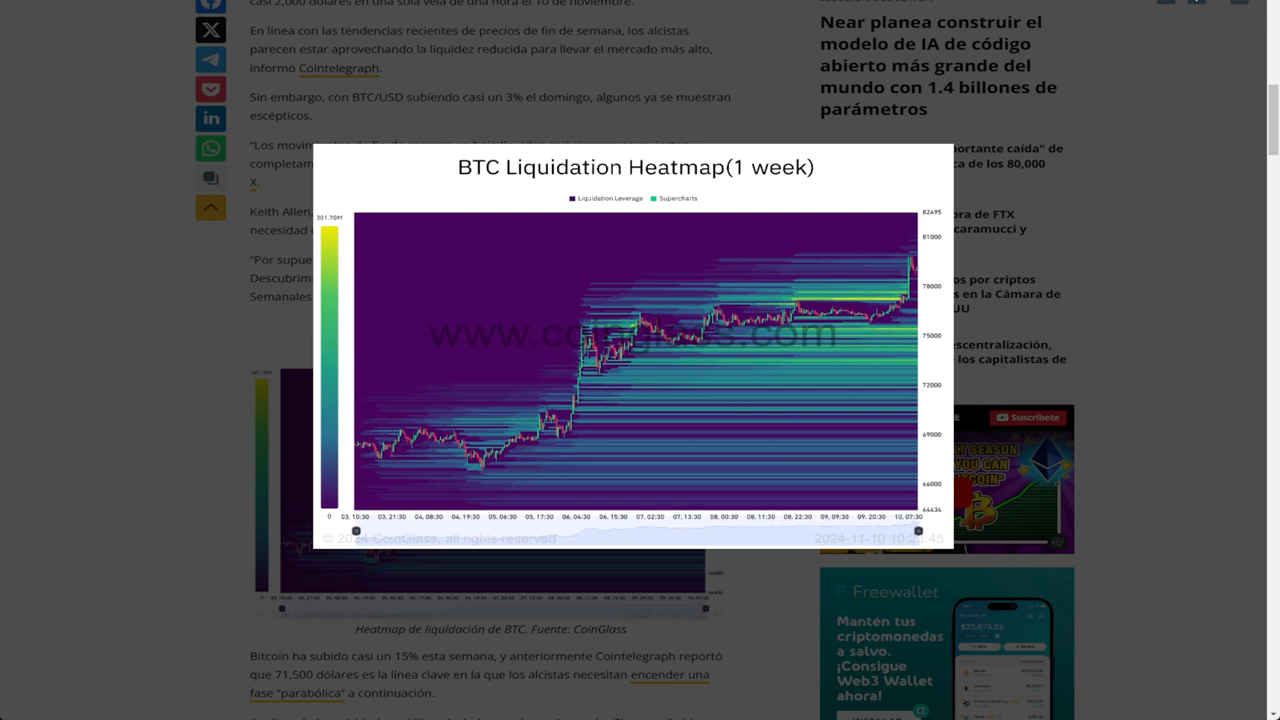 casi 2,000 dólares en una sola vela de una hora el 10 de noviembre.
En línea con las tendencias recientes de precios de fin de semana, los alcistas
parecen estar aprovechando la liquidez reducida para llevar el mercado más alto,
informó Cointelegraph.
Sin embargo, con BTC/USD subiendo casi un 3% el domingo, algunos ya se muestran
escépticos.
"Los
completam
X.
Keith Allen,
necesidad
"Por supue
Descubrim
Semanales
BTC Liquidation Heatmap(1 week)
Liquidation Leverage
Supercharts
301.70M
0
82495
81000
78000
75000
72000
69000
66000
64434
www.coinglass.com
03, 10:30
03, 21:30
04, 08:30
04, 19:30
05, 06:30
05, 17:30
06, 04:30
06, 15:30
07, 02:30
07, 13:30
08, 00:30
08, 11:30
08, 22:30
09, 09:30
09, 20:30
10, 07:30
© 2024 CoinGlass, all rights reserved
2024-11-10
Heatmap de liquidación de BTC. Fuente: CoinGlass
Bitcoin ha subido casi un 15% esta semana, y anteriormente Cointelegraph reportó
,500 dólares es la línea clave en la que los
necesitan encender una
fase "parabólica" a continuación.
Near planea construir el
modelo de IA de código
abierto más grande del
mundo con 1.4 billones de
parámetros
portante caída" de
ca de los 80,000
ora de FTX
caramucci y
os por criptos
s en la Cámara de
UU
escentralización,
los capitalistas de
Suscríbete
SEASON
YOU CAN
Freewallet
Mantén tus
criptomonedas
a salvo.
¡Consigue
Web3 Wallet
ahora!